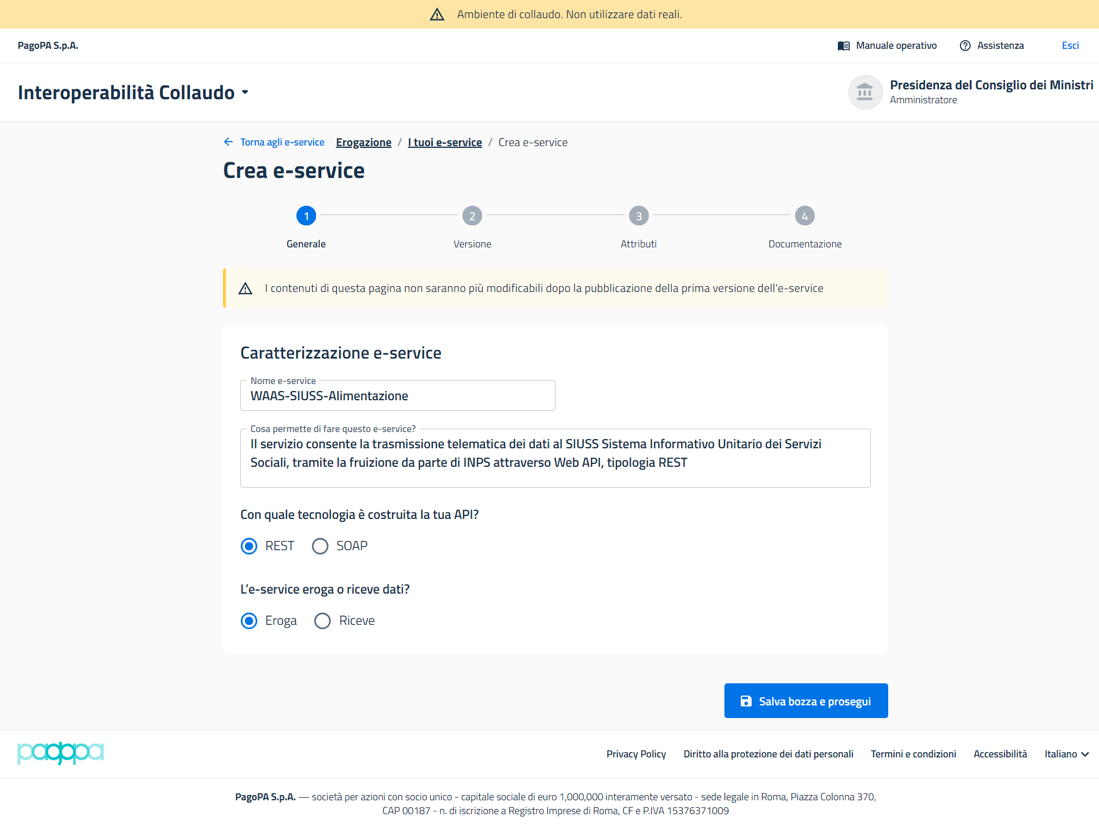 Ambiente di collaudo. Non utilizzare dati reali.
PagoPA S.p.A.
Manuale operativo
Assistenza
Esci
Interoperabilità Collaudo
Presidenza del Consiglio dei Ministri
Amministratore
Torna agli e-service
Erogazione / I tuoi e-service / Crea e-service
Crea e-service
1
2
3
4
Generale
Versione
Attributi
Documentazione
I contenuti di questa pagina non saranno più modificabili dopo la pubblicazione della prima versione dell'e-service
Caratterizzazione e-service
Nome e-service
WAAS-SIUSS-Alimentazione
Cosa permette di fare questo e-service?
Il servizio consente la trasmissione telematica dei dati al SIUSS Sistema Informativo Unitario dei Servizi
Sociali, tramite la fruizione da parte di INPS attraverso Web API, tipologia REST
Con quale tecnologia è costruita la tua API?
REST
SOAP
L'e-service eroga o riceve dati?
Eroga
Riceve
Salva bozza e prosegui
pagopa
Privacy Policy
Diritto alla protezione dei dati personali
Termini e condizioni
Accessibilità
Italiano
PagoPA S.p.A. — società per azioni con socio unico - capitale sociale di euro 1,000,000 interamente versato - sede legale in Roma, Piazza Colonna 370,
CAP 00187 - n. di iscrizione a Registro Imprese di Roma, CF e P.IVA 15376371009